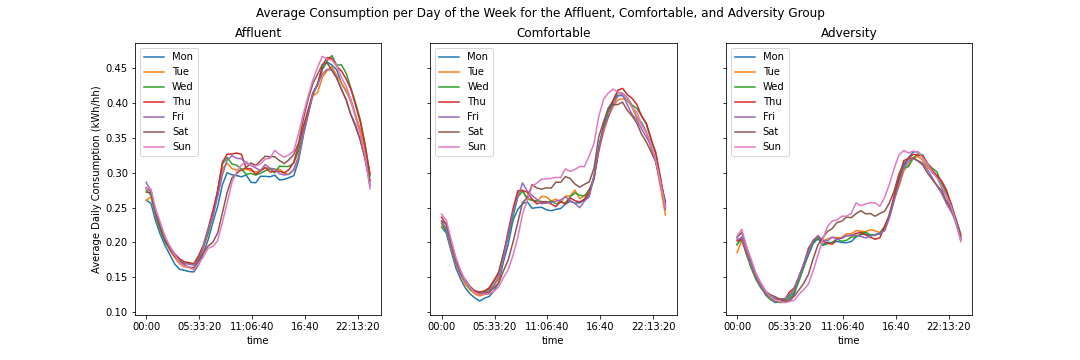 Average Consumption per Day of the Week for the Affluent, Comfortable, and Adversity Group
Affluent
Comfortable
Adversity
Average Daily Consumption (kWh/hh)
0.45
0.40
0.35
0.30
0.25
0.20
0.15
0.10
Mon
Tue
Wed
Thu
Fri
Sat
Sun
00:00 05:33:20 11:06:40 16:40 22:13:20
time
Mon
Tue
Wed
Thu
Fri
Sat
Sun
00:00 05:33:20 11:06:40 16:40 22:13:20
time
Mon
Tue
Wed
Thu
Fri
Sat
Sun
00:00 05:33:20 11:06:40 16:40 22:13:20
time